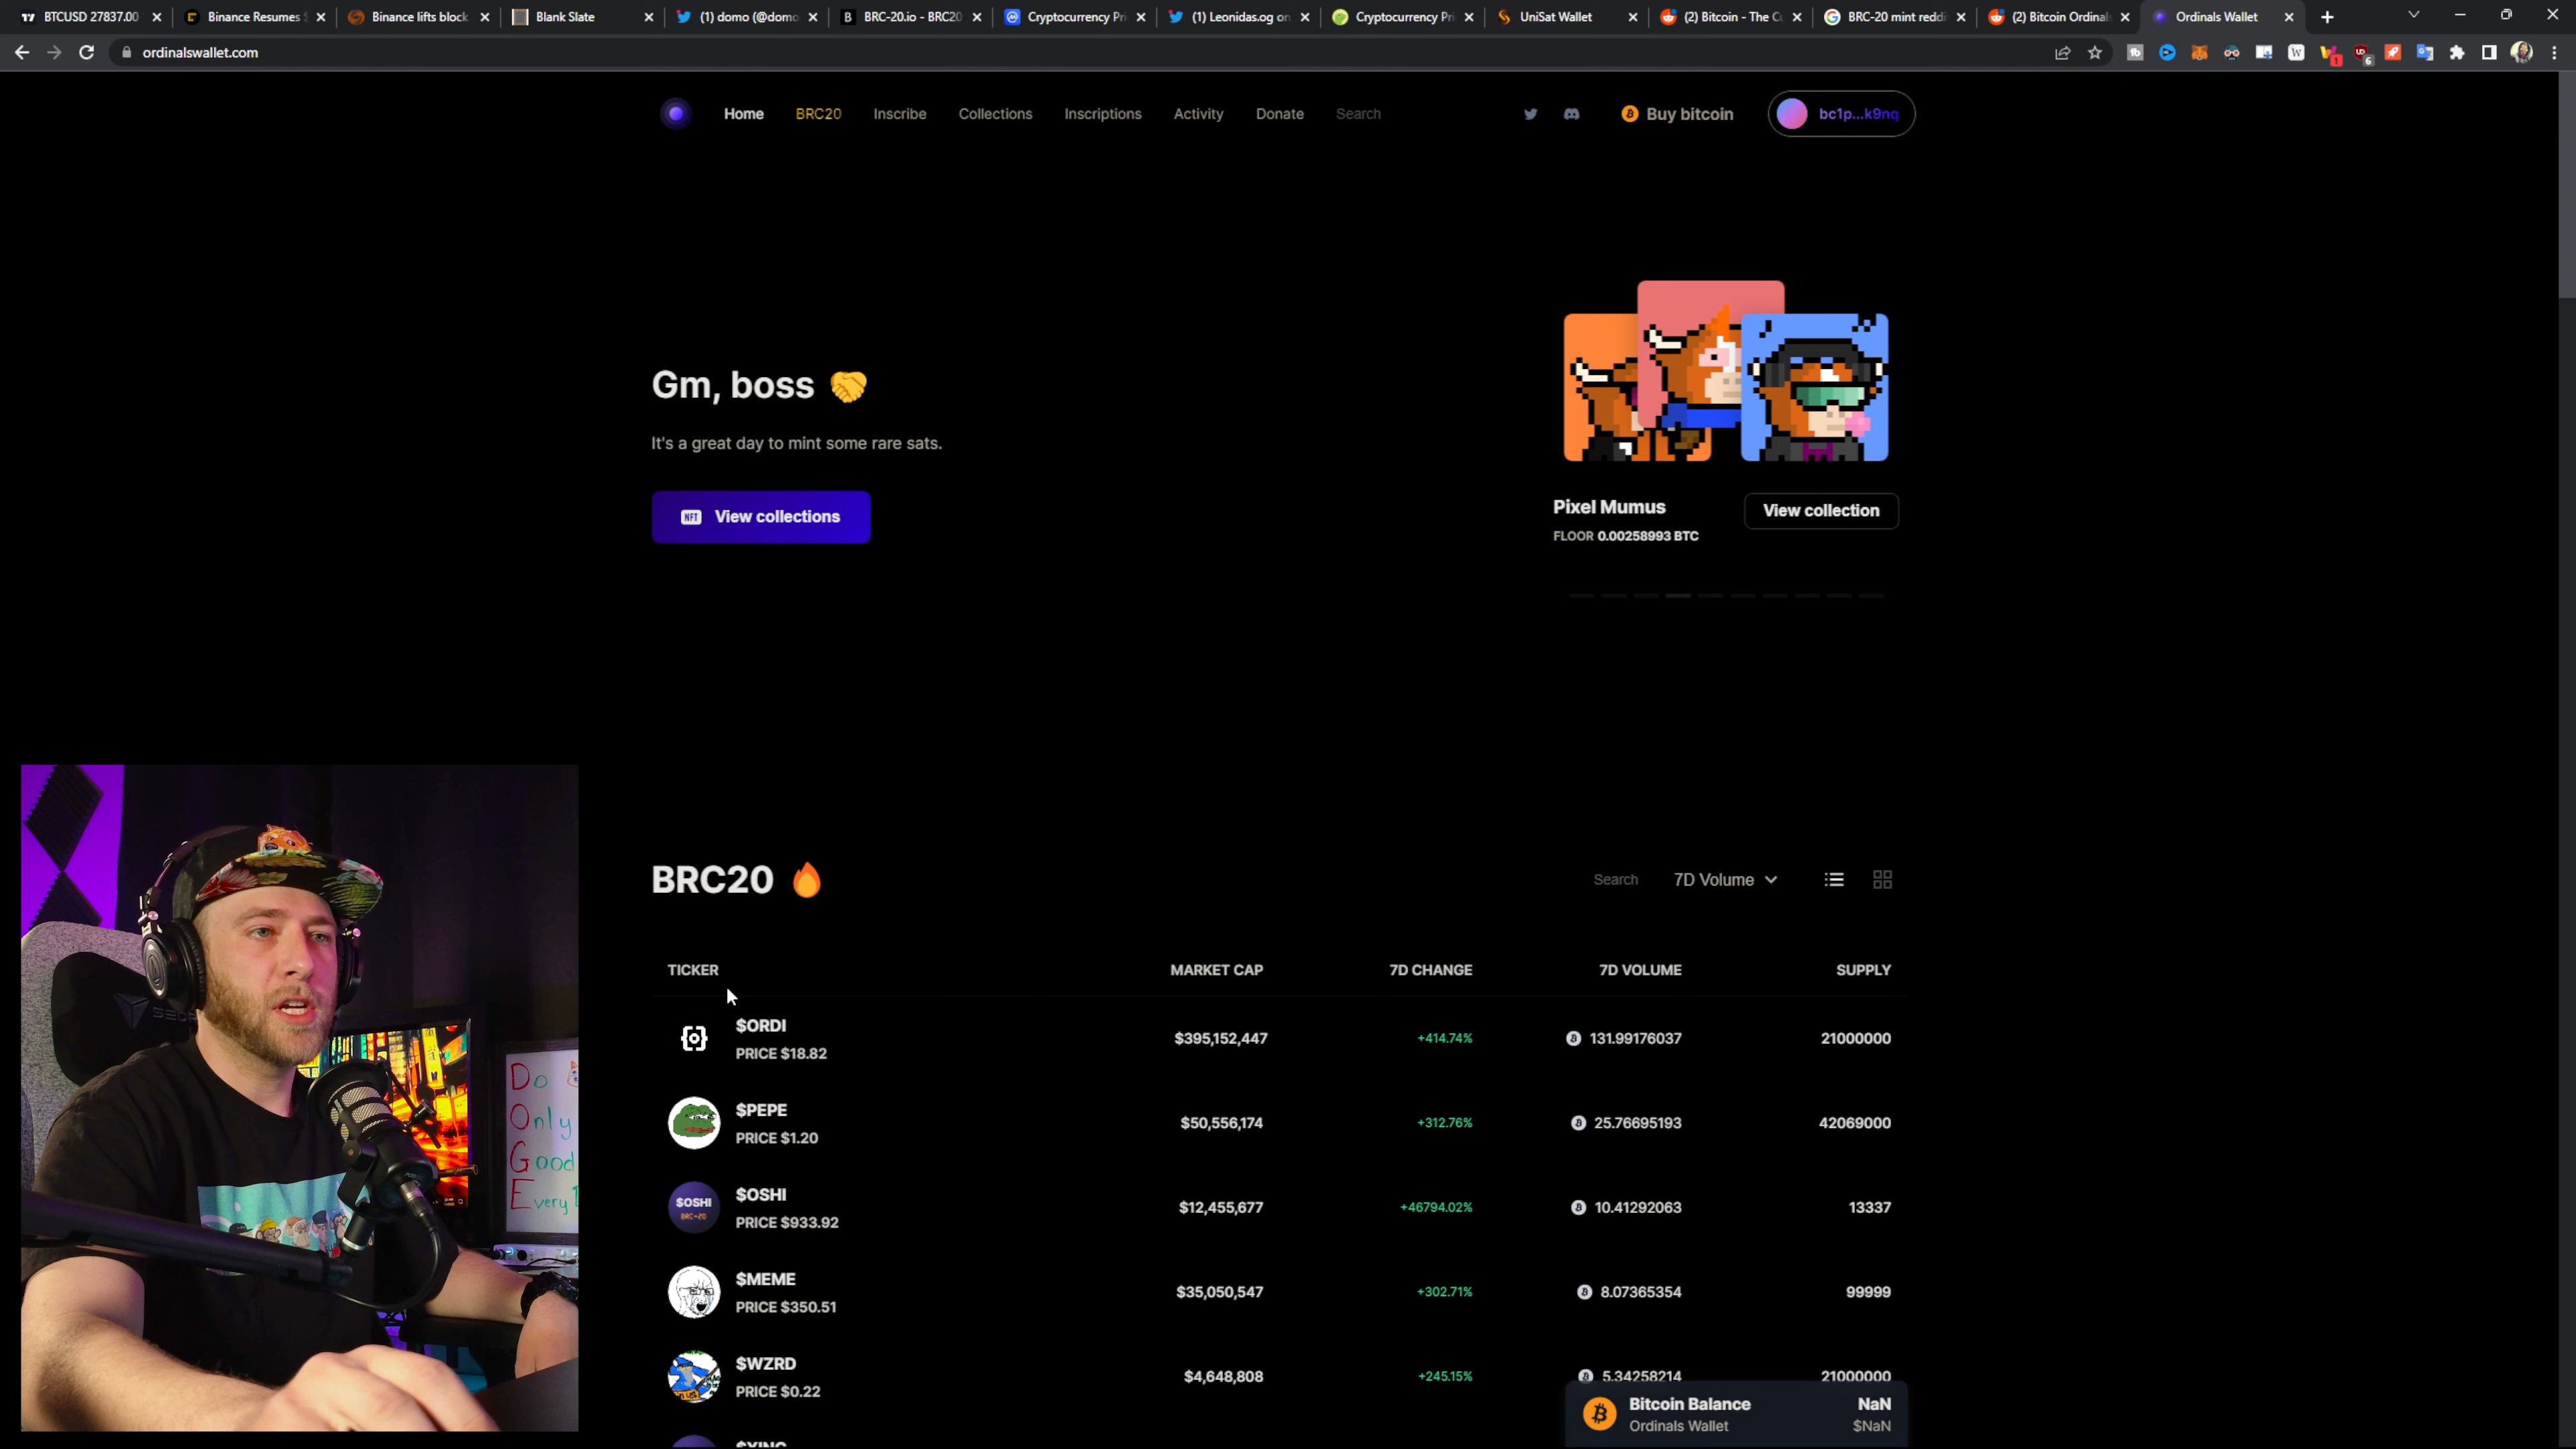 BTCUSD 27837.00
Binance Resumes
Binance lifts block
Blank Slate
(1) domo (@domo
BRC-20.io - BRC20
Cryptocurrency Pri
(1) Leonidas.og on
Cryptocurrency Pri
UniSat Wallet
(2) Bitcoin - The Cu
BRC-20 mint reddi
(2) Bitcoin Ordinal
Ordinals Wallet
ordinalswallet.com
Home
BRC20
Inscribe
Collections
Inscriptions
Activity
Donate
Search
Buy bitcoin
bc1p...k9nq
Gm, boss 🤝
It's a great day to mint some rare sats.
NFT View collections
Pixel Mumus
FLOOR 0.00258993 BTC
View collection
BRC20 🔥
Search
7D Volume
TICKER MARKET CAP 7D CHANGE 7D VOLUME SUPPLY
$ORDI
PRICE $18.82
$395,152,447 +414.74% 131.99176037 21000000
$PEPE
PRICE $1.20
$50,556,174 +312.76% 25.76695193 42069000
$OSHI
BRC-20
$OSHI
PRICE $933.92
$12,455,677 +46794.02% 10.41292063 13337
$MEME
PRICE $350.51
$35,050,547 +302.71% 8.07365354 99999
$WZRD
PRICE $0.22
$4,648,808 +245.15% 5.34258214 21000000
Bitcoin Balance NaN
Ordinals Wallet $NaN
Do
Only
Good
Every